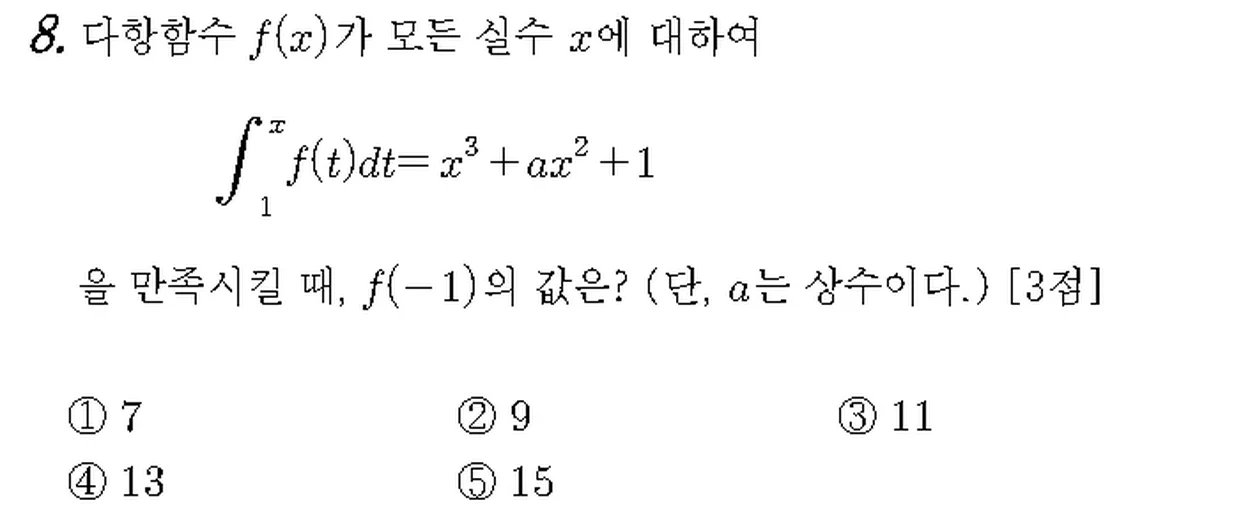 8. 다항함수 f(x)가 모든 실수 x에 대하여
∫₁ˣ f(t)dt = x³ + ax² + 1
을 만족시킬 때, f(−1)의 값은? (단, a는 상수이다.) [3점]
① 7 ② 9 ③ 11
④ 13 ⑤ 15